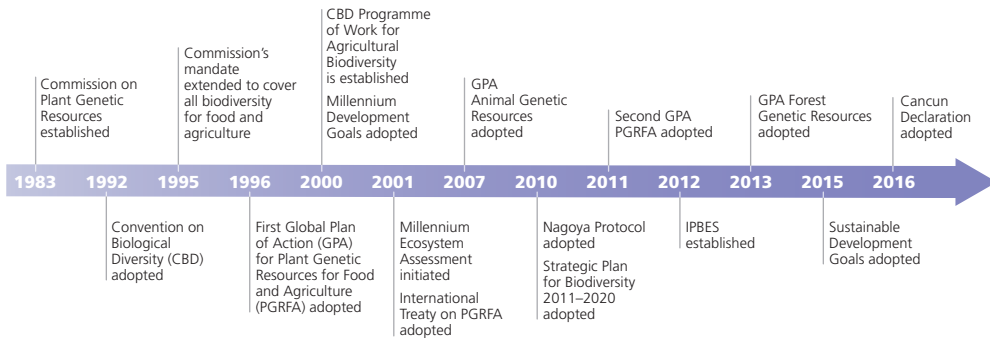 Commission on
Plant Genetic
Resources
established
Commission's
mandate
extended to cover
all biodiversity
for food and
agriculture
CBD Programme
of Work for
Agricultural
Biodiversity
is established
Millennium
Development
Goals adopted
GPA
Animal Genetic
Resources
adopted
Second GPA
PGRFA adopted
GPA Forest
Genetic Resources
adopted
Cancun
Declaration
adopted
1983 1992 1995 1996 2000 2001 2007 2010 2011 2012 2013 2015 2016
Convention on
Biological
Diversity (CBD)
adopted
First Global Plan
of Action (GPA)
for Plant Genetic
Resources for Food
and Agriculture
(PGRFA) adopted
Millennium
Ecosystem
Assessment
initiated
International
Treaty on PGRFA
adopted
Nagoya Protocol
adopted
Strategic Plan
for Biodiversity
2011–2020
adopted
IPBES
established
Sustainable
Development
Goals adopted